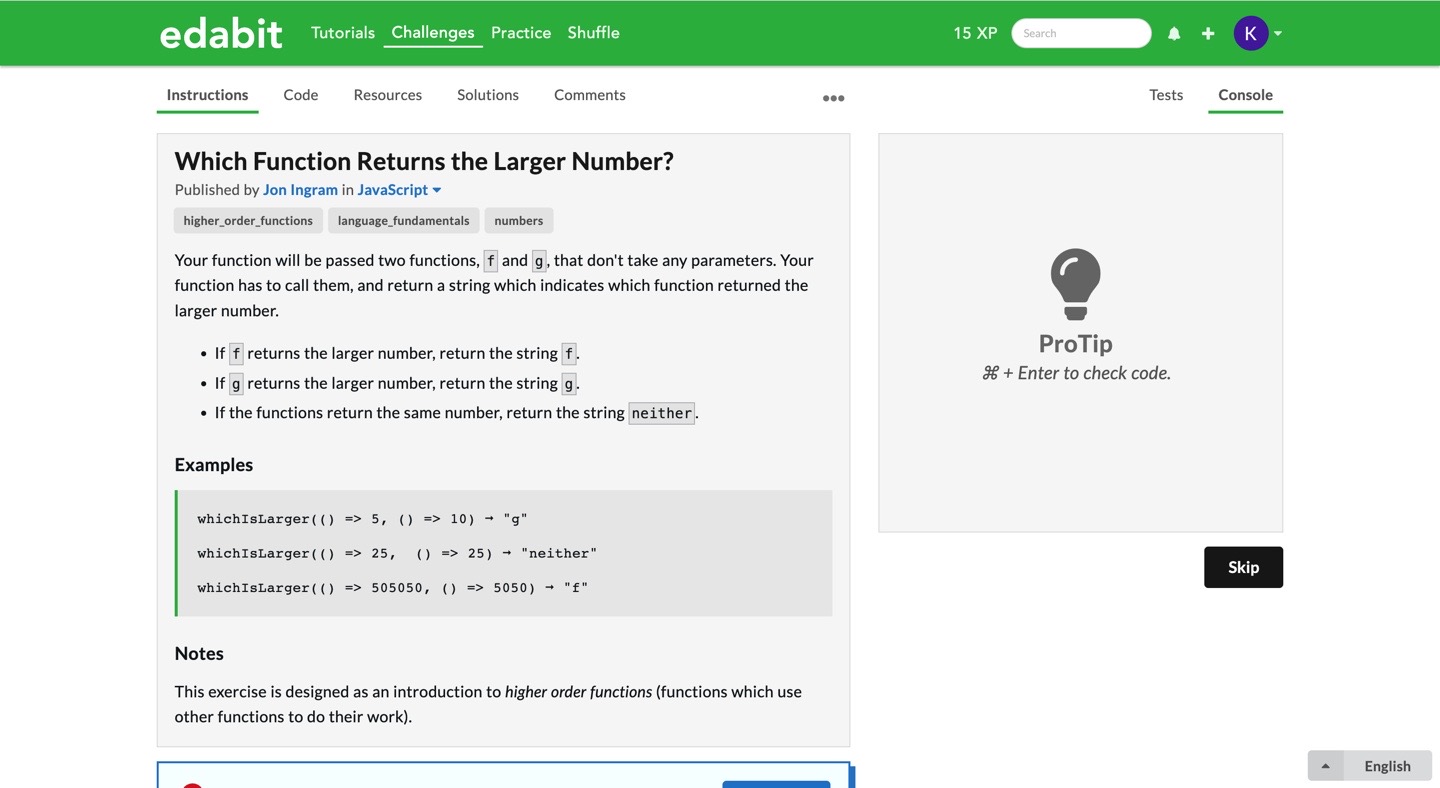 edabit Tutorials Challenges Practice Shuffle 15 XP Search K
Instructions Code Resources Solutions Comments ••• Tests Console
Which Function Returns the Larger Number?
Published by Jon Ingram in JavaScript
higher_order_functions language_fundamentals numbers
Your function will be passed two functions, f and g, that don't take any parameters. Your
function has to call them, and return a string which indicates which function returned the
larger number.
• If f returns the larger number, return the string f.
• If g returns the larger number, return the string g.
• If the functions return the same number, return the string neither.
Examples
whichIsLarger(() => 5, () => 10) ➞ "g"
whichIsLarger(() => 25,  () => 25) ➞ "neither"
whichIsLarger(() => 505050, () => 5050) ➞ "f"
Notes
This exercise is designed as an introduction to higher order functions (functions which use
other functions to do their work).
ProTip
⌘ + Enter to check code.
Skip
English